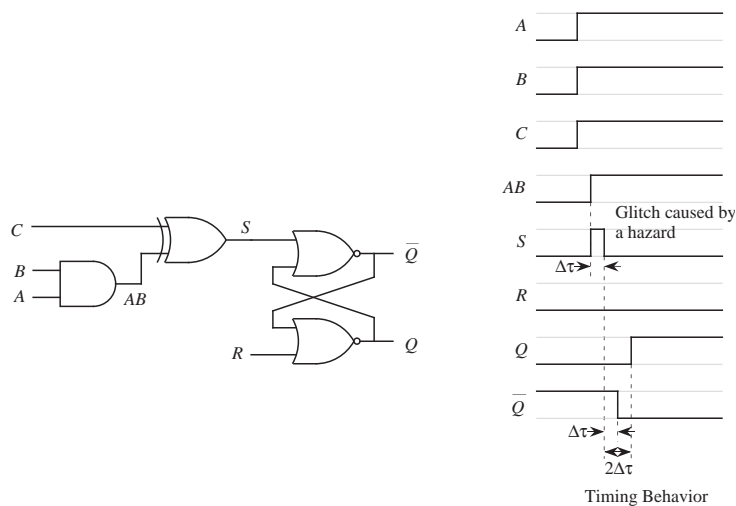 C
B
A
AB
S
R
Q
Q
A
B
C
AB
Glitch caused by
a hazard
S
Δτ
R
Q
Q
Δτ
2Δτ
Timing Behavior